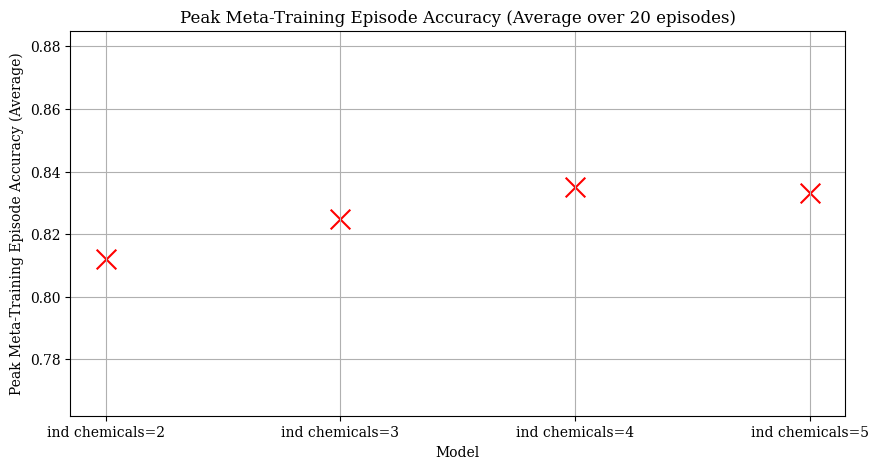 Peak Meta-Training Episode Accuracy (Average over 20 episodes)
Peak Meta-Training Episode Accuracy (Average)
0.88
0.86
0.84
0.82
0.80
0.78
ind chemicals=2
ind chemicals=3
ind chemicals=4
ind chemicals=5
Model